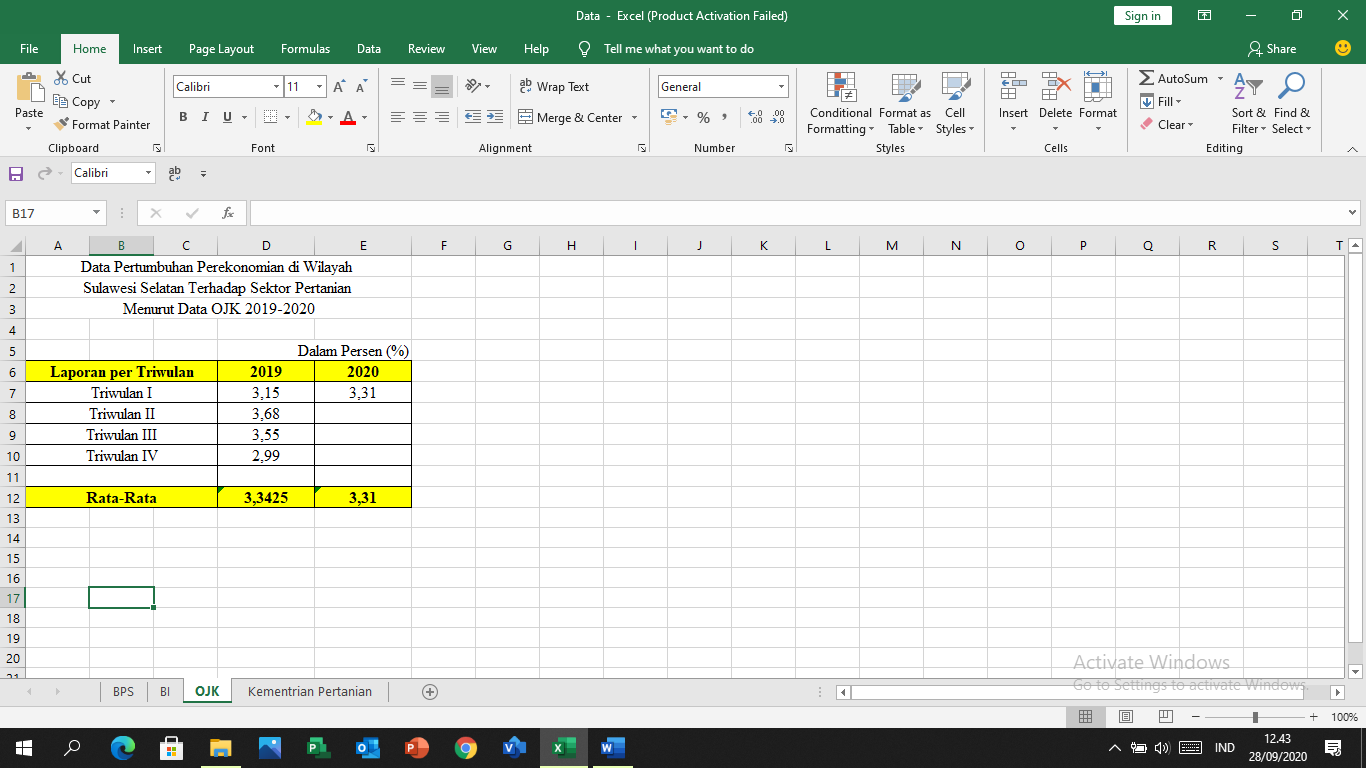 Data - Excel (Product Activation Failed)
Sign in
File Home Insert Page Layout Formulas Data Review View Help Tell me what you want to do Share
Paste
Cut
Copy
Format Painter
Clipboard
Calibri 11
B I U
Font
Wrap Text
Merge & Center
Alignment
General
Number
Conditional Formatting
Format as Table
Cell Styles
Styles
Insert Delete Format
Cells
AutoSum
Fill
Clear
Sort & Filter
Find & Select
Editing
Calibri
B17
fx
A B C D E F G H I J K L M N O P Q R S T
1 Data Pertumbuhan Perekonomian di Wilayah
2 Sulawesi Selatan Terhadap Sektor Pertanian
3 Menurut Data OJK 2019-2020
4
5 Dalam Persen (%)
6 Laporan per Triwulan 2019 2020
7 Triwulan I 3,15 3,31
8 Triwulan II 3,68
9 Triwulan III 3,55
10 Triwulan IV 2,99
11
12 Rata-Rata 3,3425 3,31
13
14
15
16
17
18
19
20
21
Activate Windows
Go to Settings to activate Windows.
BPS BI OJK Kementrian Pertanian
100%
IND
12.43
28/09/2020